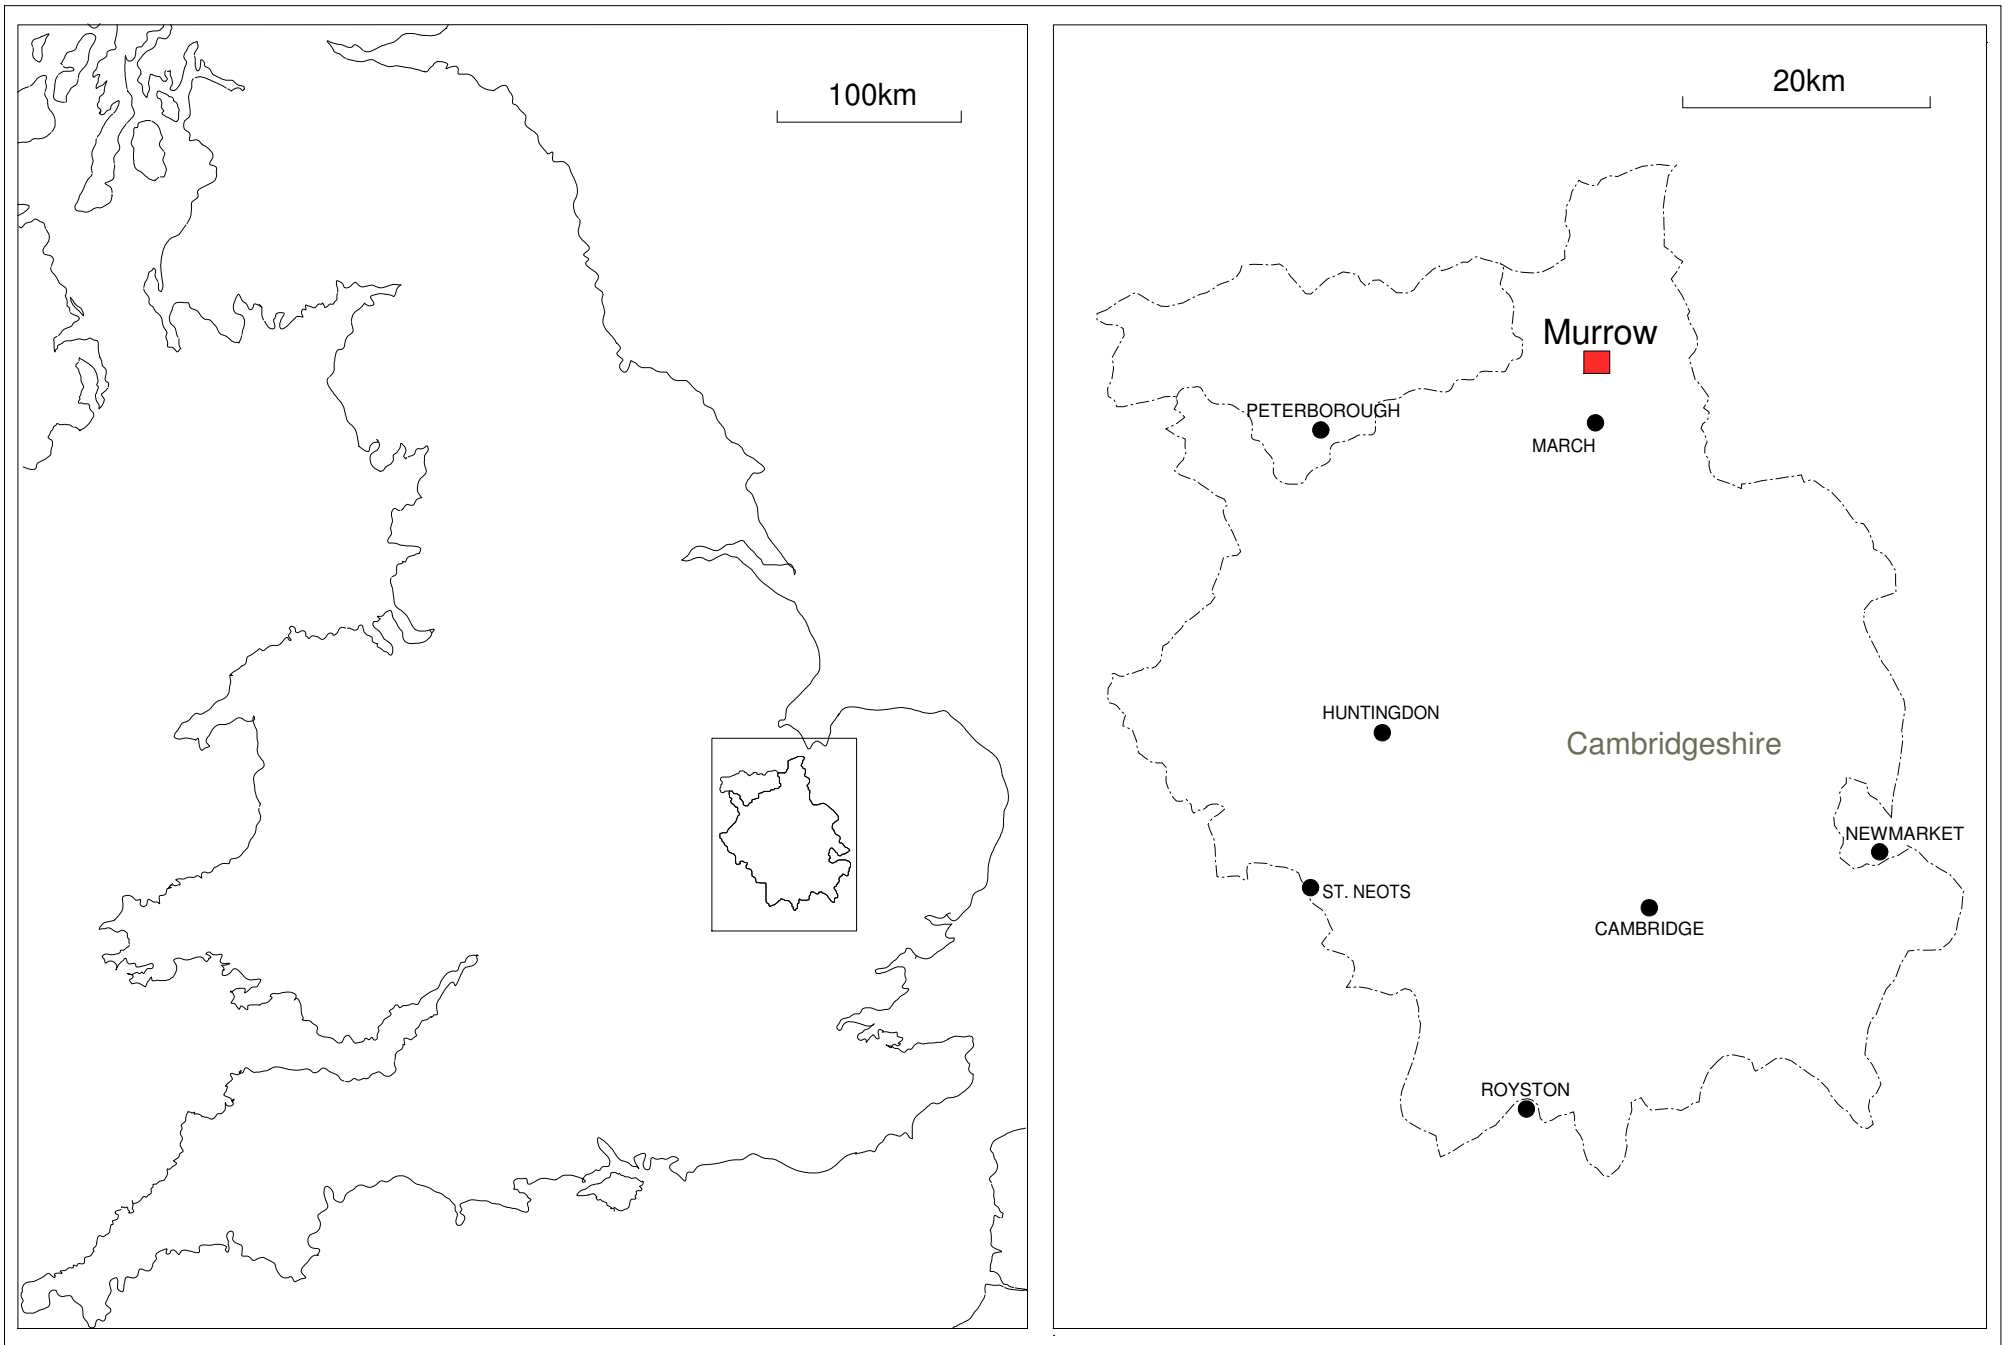 100km
20km
Murrow
PETERBOROUGH
MARCH
HUNTINGDON
Cambridgeshire
NEWMARKET
ST. NEOTS
CAMBRIDGE
ROYSTON